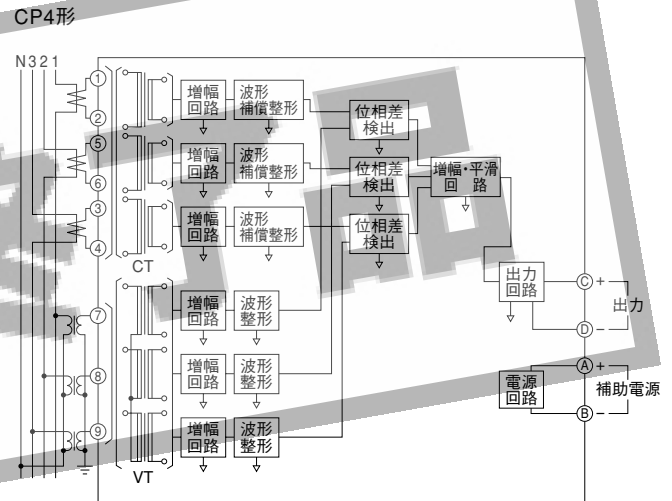 CP4形
N321
①
②
⑤
⑥
③
④
⑦
⑧
⑨
増幅
回路
波形
補償整形
増幅
回路
波形
補償整形
増幅
回路
波形
補償整形
CT
増幅
回路
波形
整形
増幅
回路
波形
整形
増幅
回路
波形
整形
VT
位相差
検出
位相差
検出
位相差
検出
増幅・平滑
回 路
出力
回路
Ⓒ +
出力
Ⓓ −
電源
回路
Ⓐ +
補助電源
Ⓑ −
了品